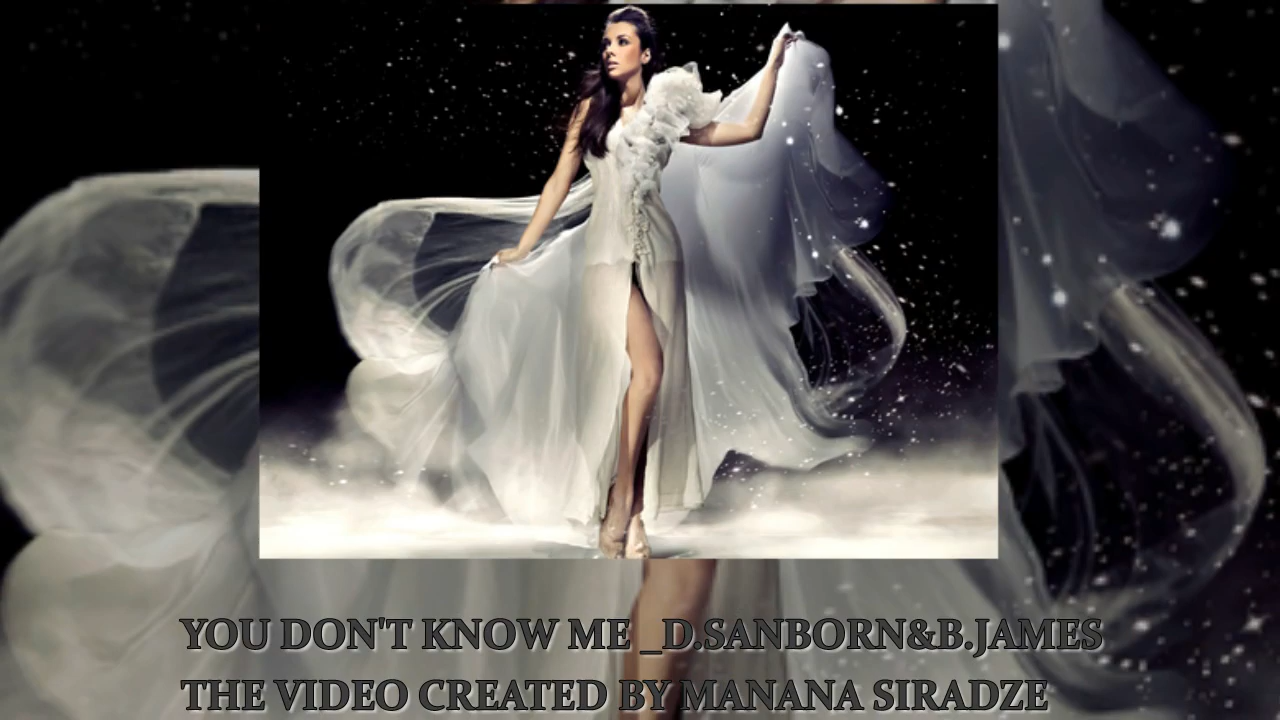 YOU DON'T KNOW ME _D.SANBORN&B.JAMES
THE VIDEO CREATED BY MANANA SIRADZE